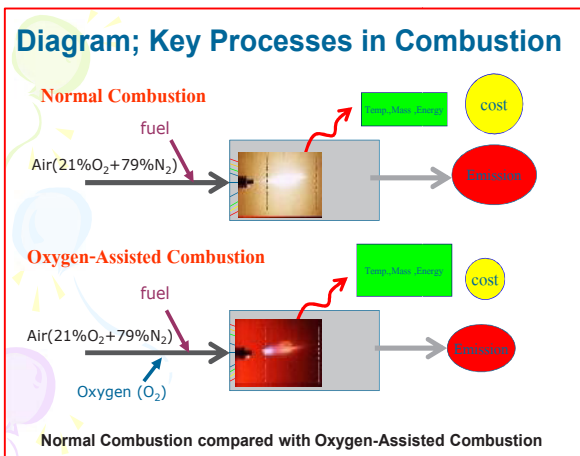 Diagram; Key Processes in Combustion
Normal Combustion
Temp.,Mass ,Energy
cost
fuel
Air(21%O₂+79%N₂)
Emission
Oxygen-Assisted Combustion
Temp.,Mass ,Energy
cost
fuel
Air(21%O₂+79%N₂)
Emission
Oxygen (O₂)
Normal Combustion compared with Oxygen-Assisted Combustion